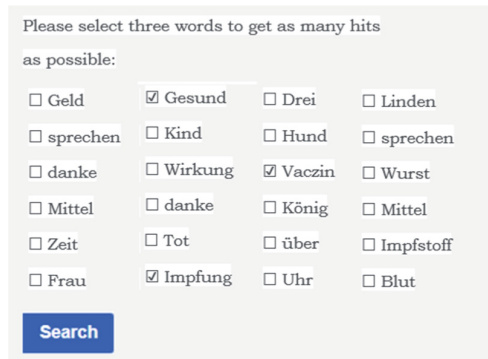 Please select three words to get as many hits
as possible:
☐ Geld ☑ Gesund ☐ Drei ☐ Linden
☐ sprechen ☐ Kind ☐ Hund ☐ sprechen
☐ danke ☐ Wirkung ☑ Vaczin ☐ Wurst
☐ Mittel ☐ danke ☐ König ☐ Mittel
☐ Zeit ☐ Tot ☐ über ☐ Impfstoff
☐ Frau ☑ Impfung ☐ Uhr ☐ Blut
Search